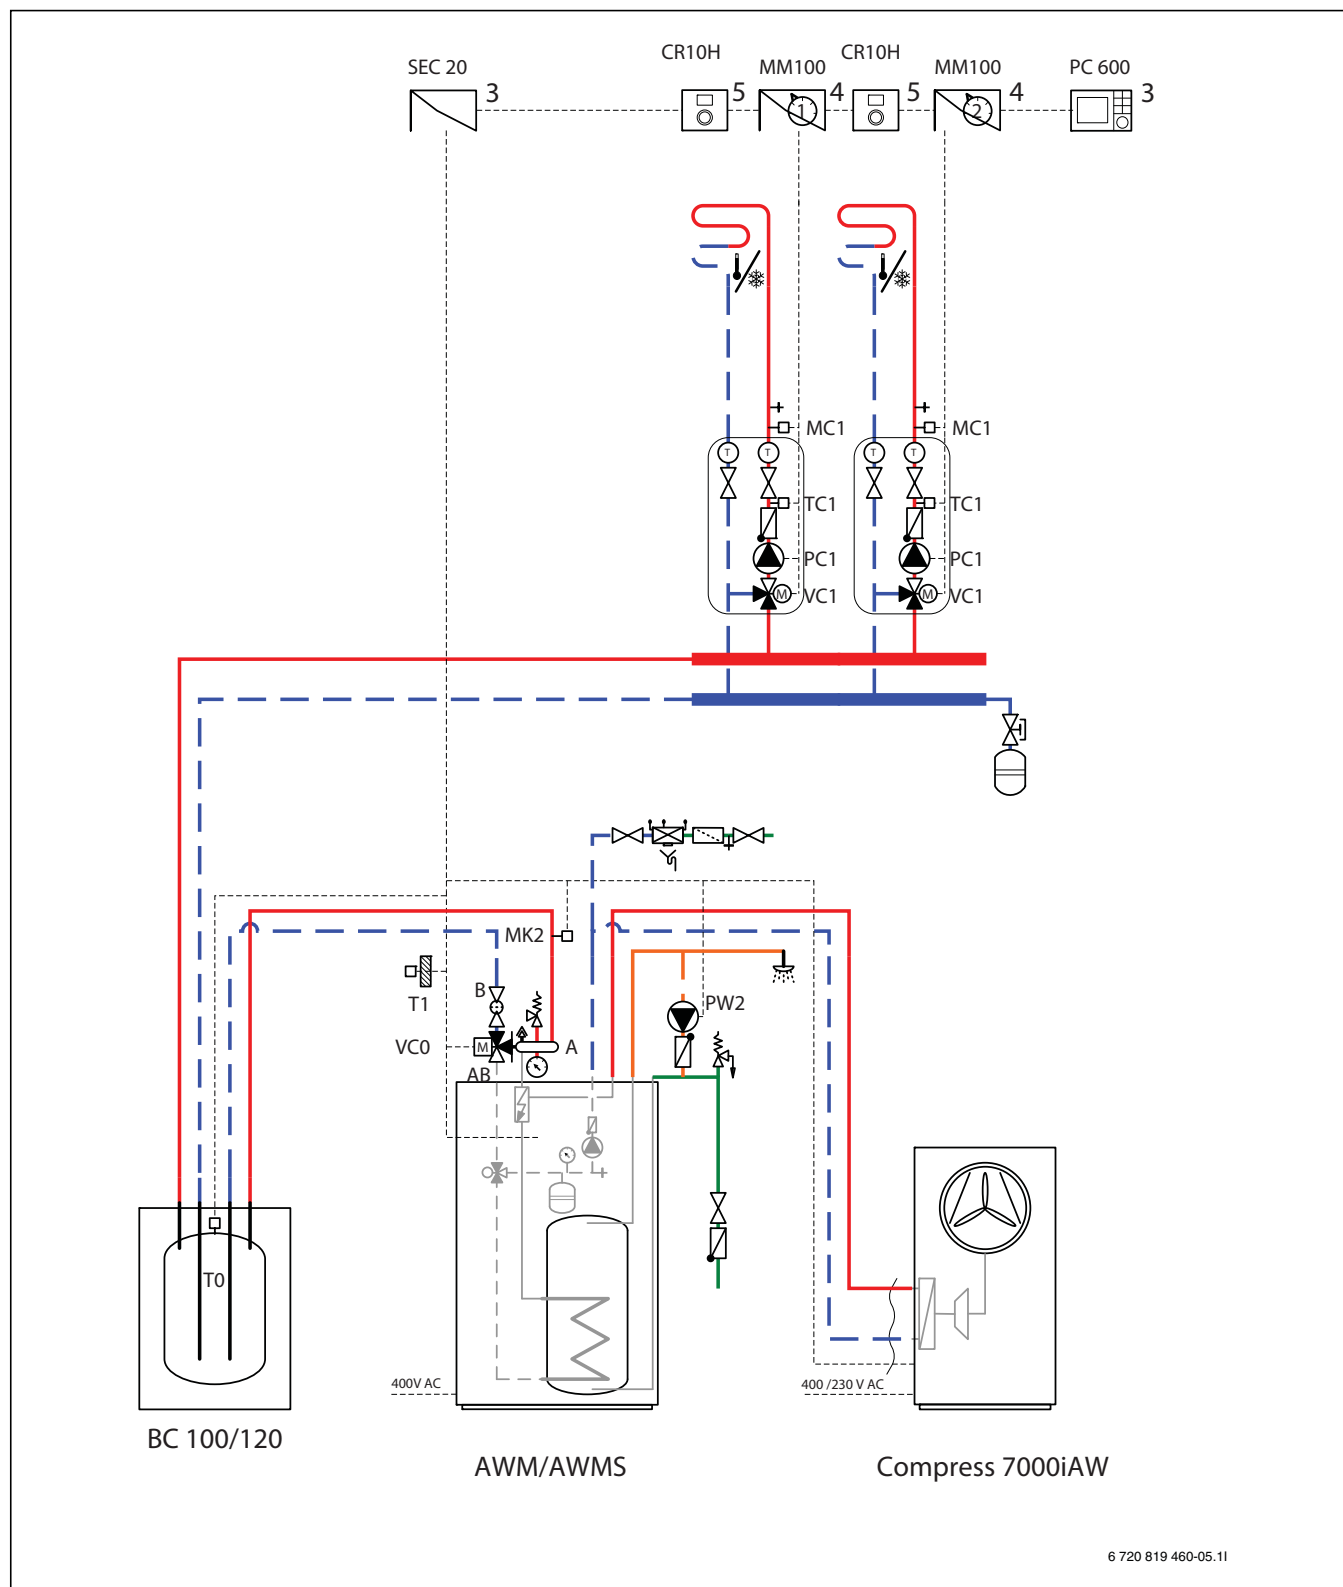 SEC 20
3
CR10H
5
MM100
1
4
CR10H
5
MM100
2
4
PC 600
3
MC1
MC1
T
T
T
T
TC1
TC1
PC1
PC1
M
VC1
M
VC1
MK2
T1
B
PW2
VC0
M
A
AB
T0
400V AC
400 /230 V AC
BC 100/120
AWM/AWMS
Compress 7000iAW
6 720 819 460-05.1I